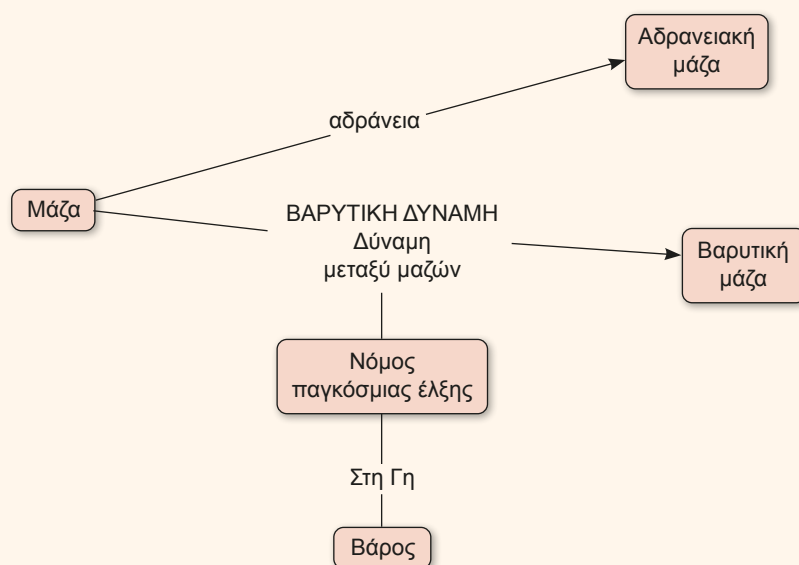 Αδρανειακή
μάζα
αδράνεια
Μάζα
ΒΑΡΥΤΙΚΗ ΔΥΝΑΜΗ
Δύναμη
μεταξύ μαζών
Βαρυτική
μάζα
Νόμος
παγκόσμιας έλξης
Στη Γη
Βάρος